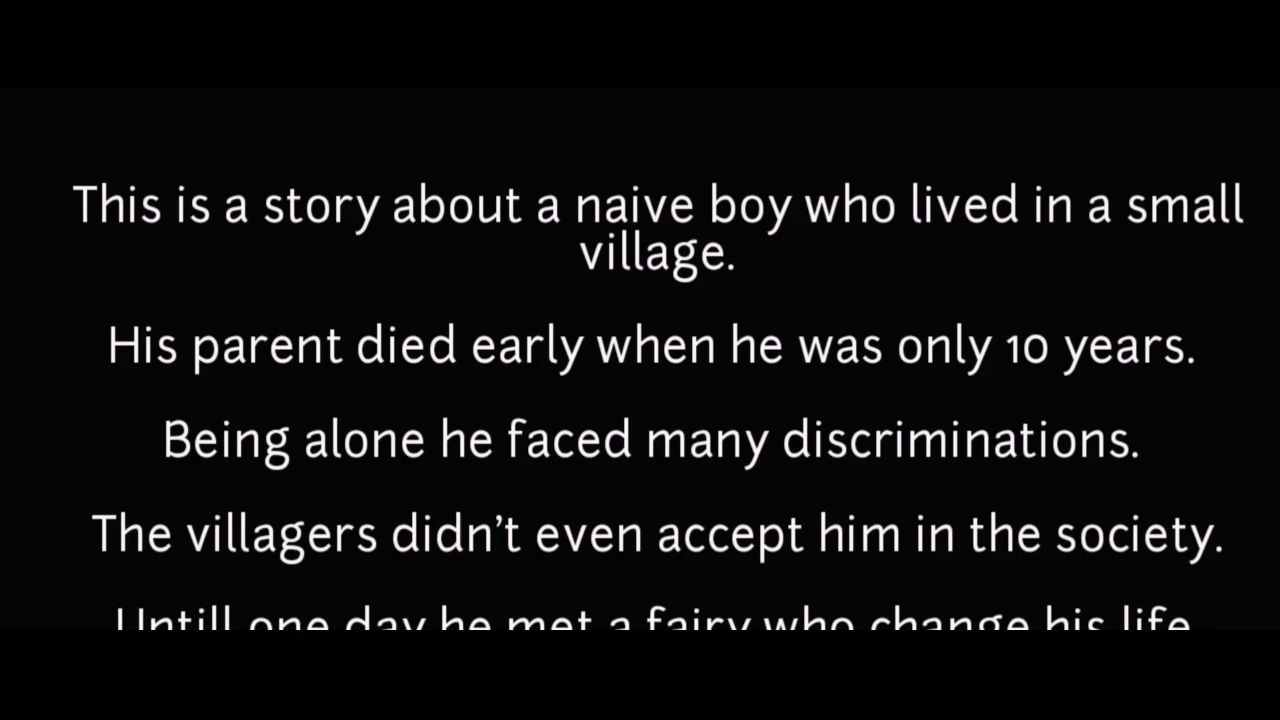 This is a story about a naive boy who lived in a small
village.
His parent died early when he was only 10 years.
Being alone he faced many discriminations.
The villagers didn't even accept him in the society.
Untill one day he met a fairy who change his life